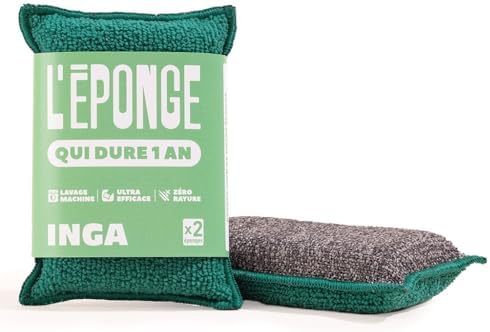 L'ÉPONGE
QUI DURE 1 AN
LAVAGE MACHINE
ULTRA EFFICACE
ZÉRO RAYURE
INGA
x2
éponges